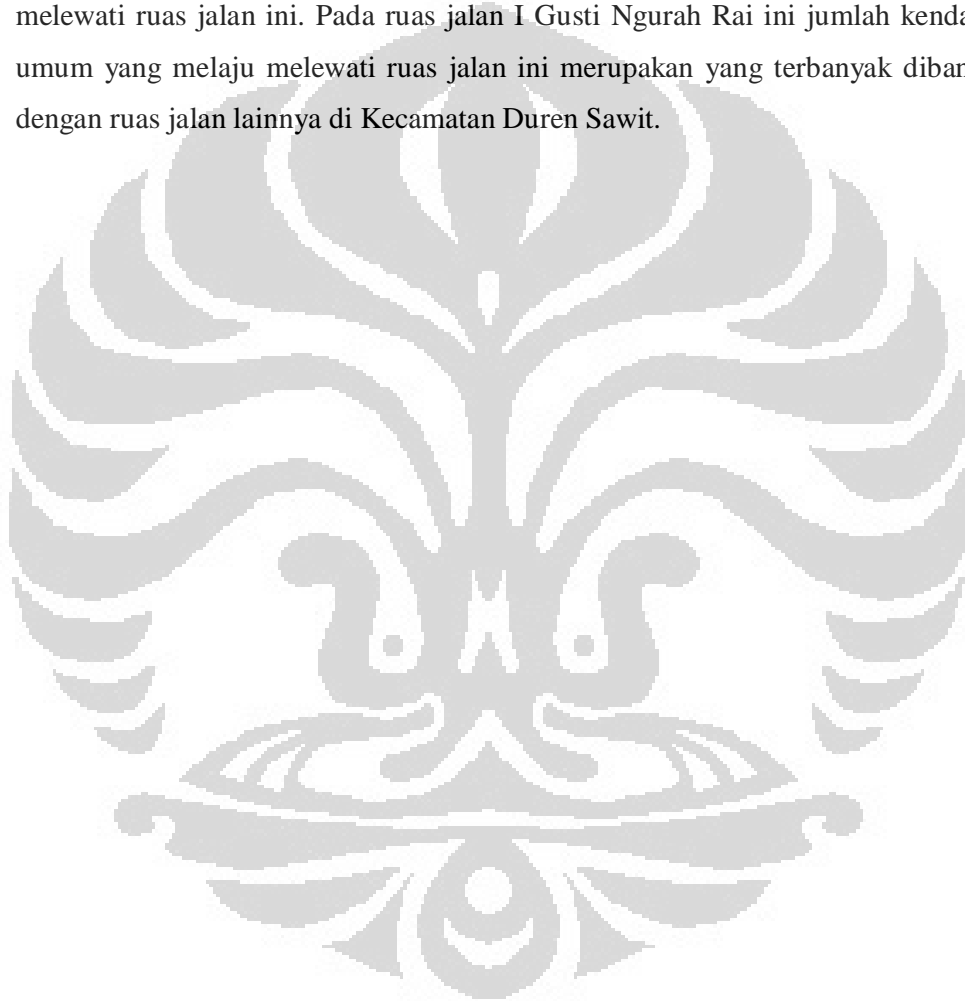 melewati ruas jalan ini. Pada ruas jalan I Gusti Ngurah Rai ini jumlah kenda
umum yang melaju melewati ruas jalan ini merupakan yang terbanyak diban
dengan ruas jalan lainnya di Kecamatan Duren Sawit.